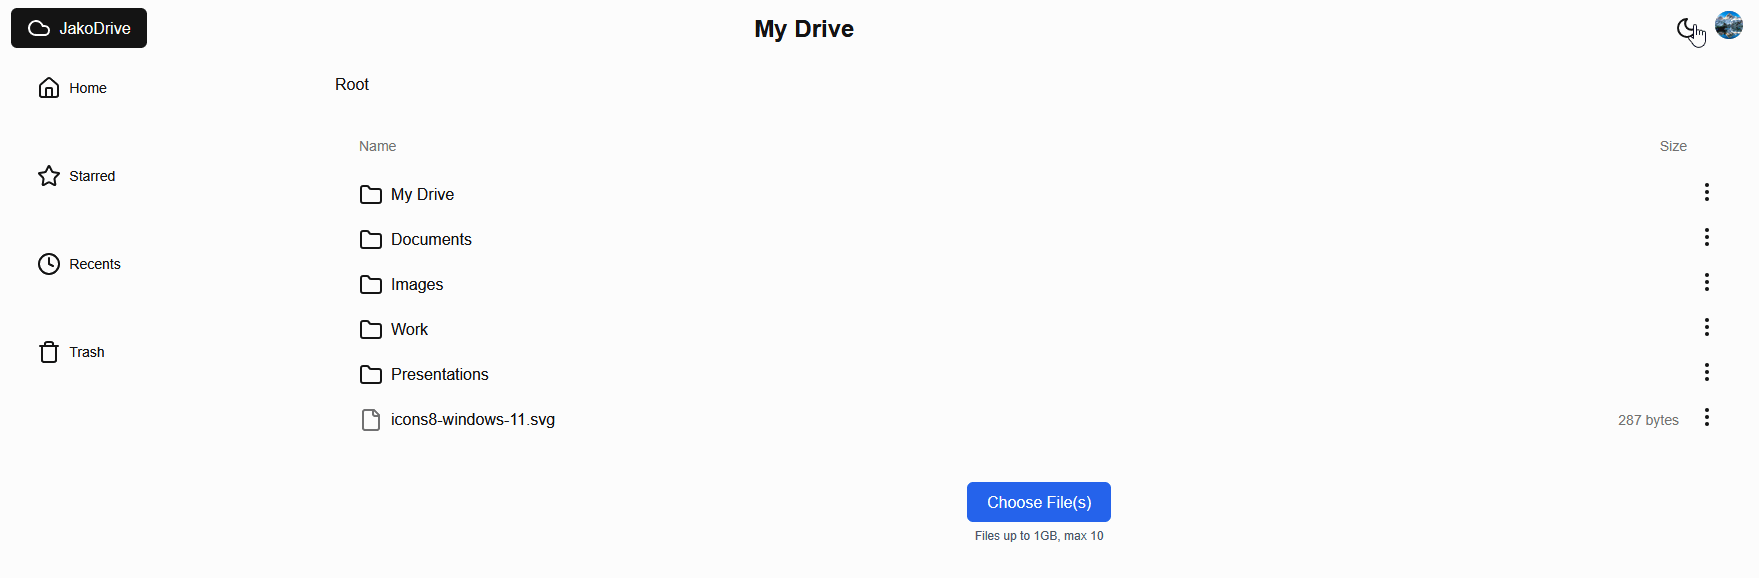 JakoDrive
My Drive
Home
Starred
Recents
Trash
Root
Name Size
My Drive
Documents
Images
Work
Presentations
icons8-windows-11.svg 287 bytes
Choose File(s)
Files up to 1GB, max 10